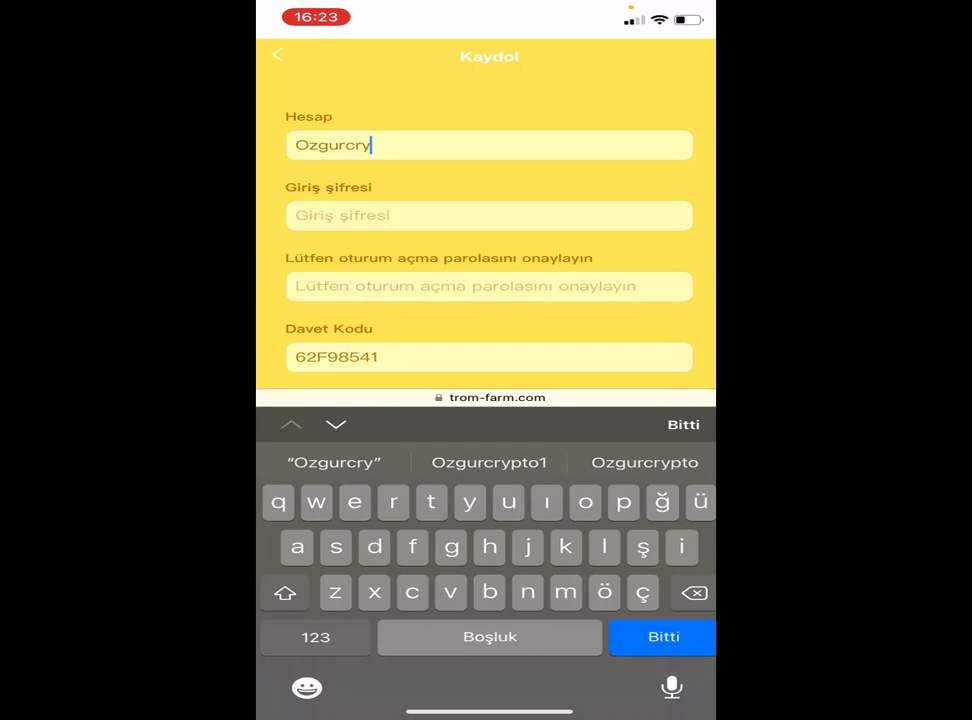 16:23
Kaydol
Hesap
Ozgurcry
Giriş şifresi
Giriş şifresi
Lütfen oturum açma parolasını onaylayın
Lütfen oturum açma parolasını onaylayın
Davet Kodu
62F98541
trom-farm.com
Bitti
“Ozgurcry” Ozgurcrypto1 Ozgurcrypto
q w e r t y u ı o p ğ ü
a s d f g h j k l ş i
z x c v b n m ö ç
123 Boşluk Bitti